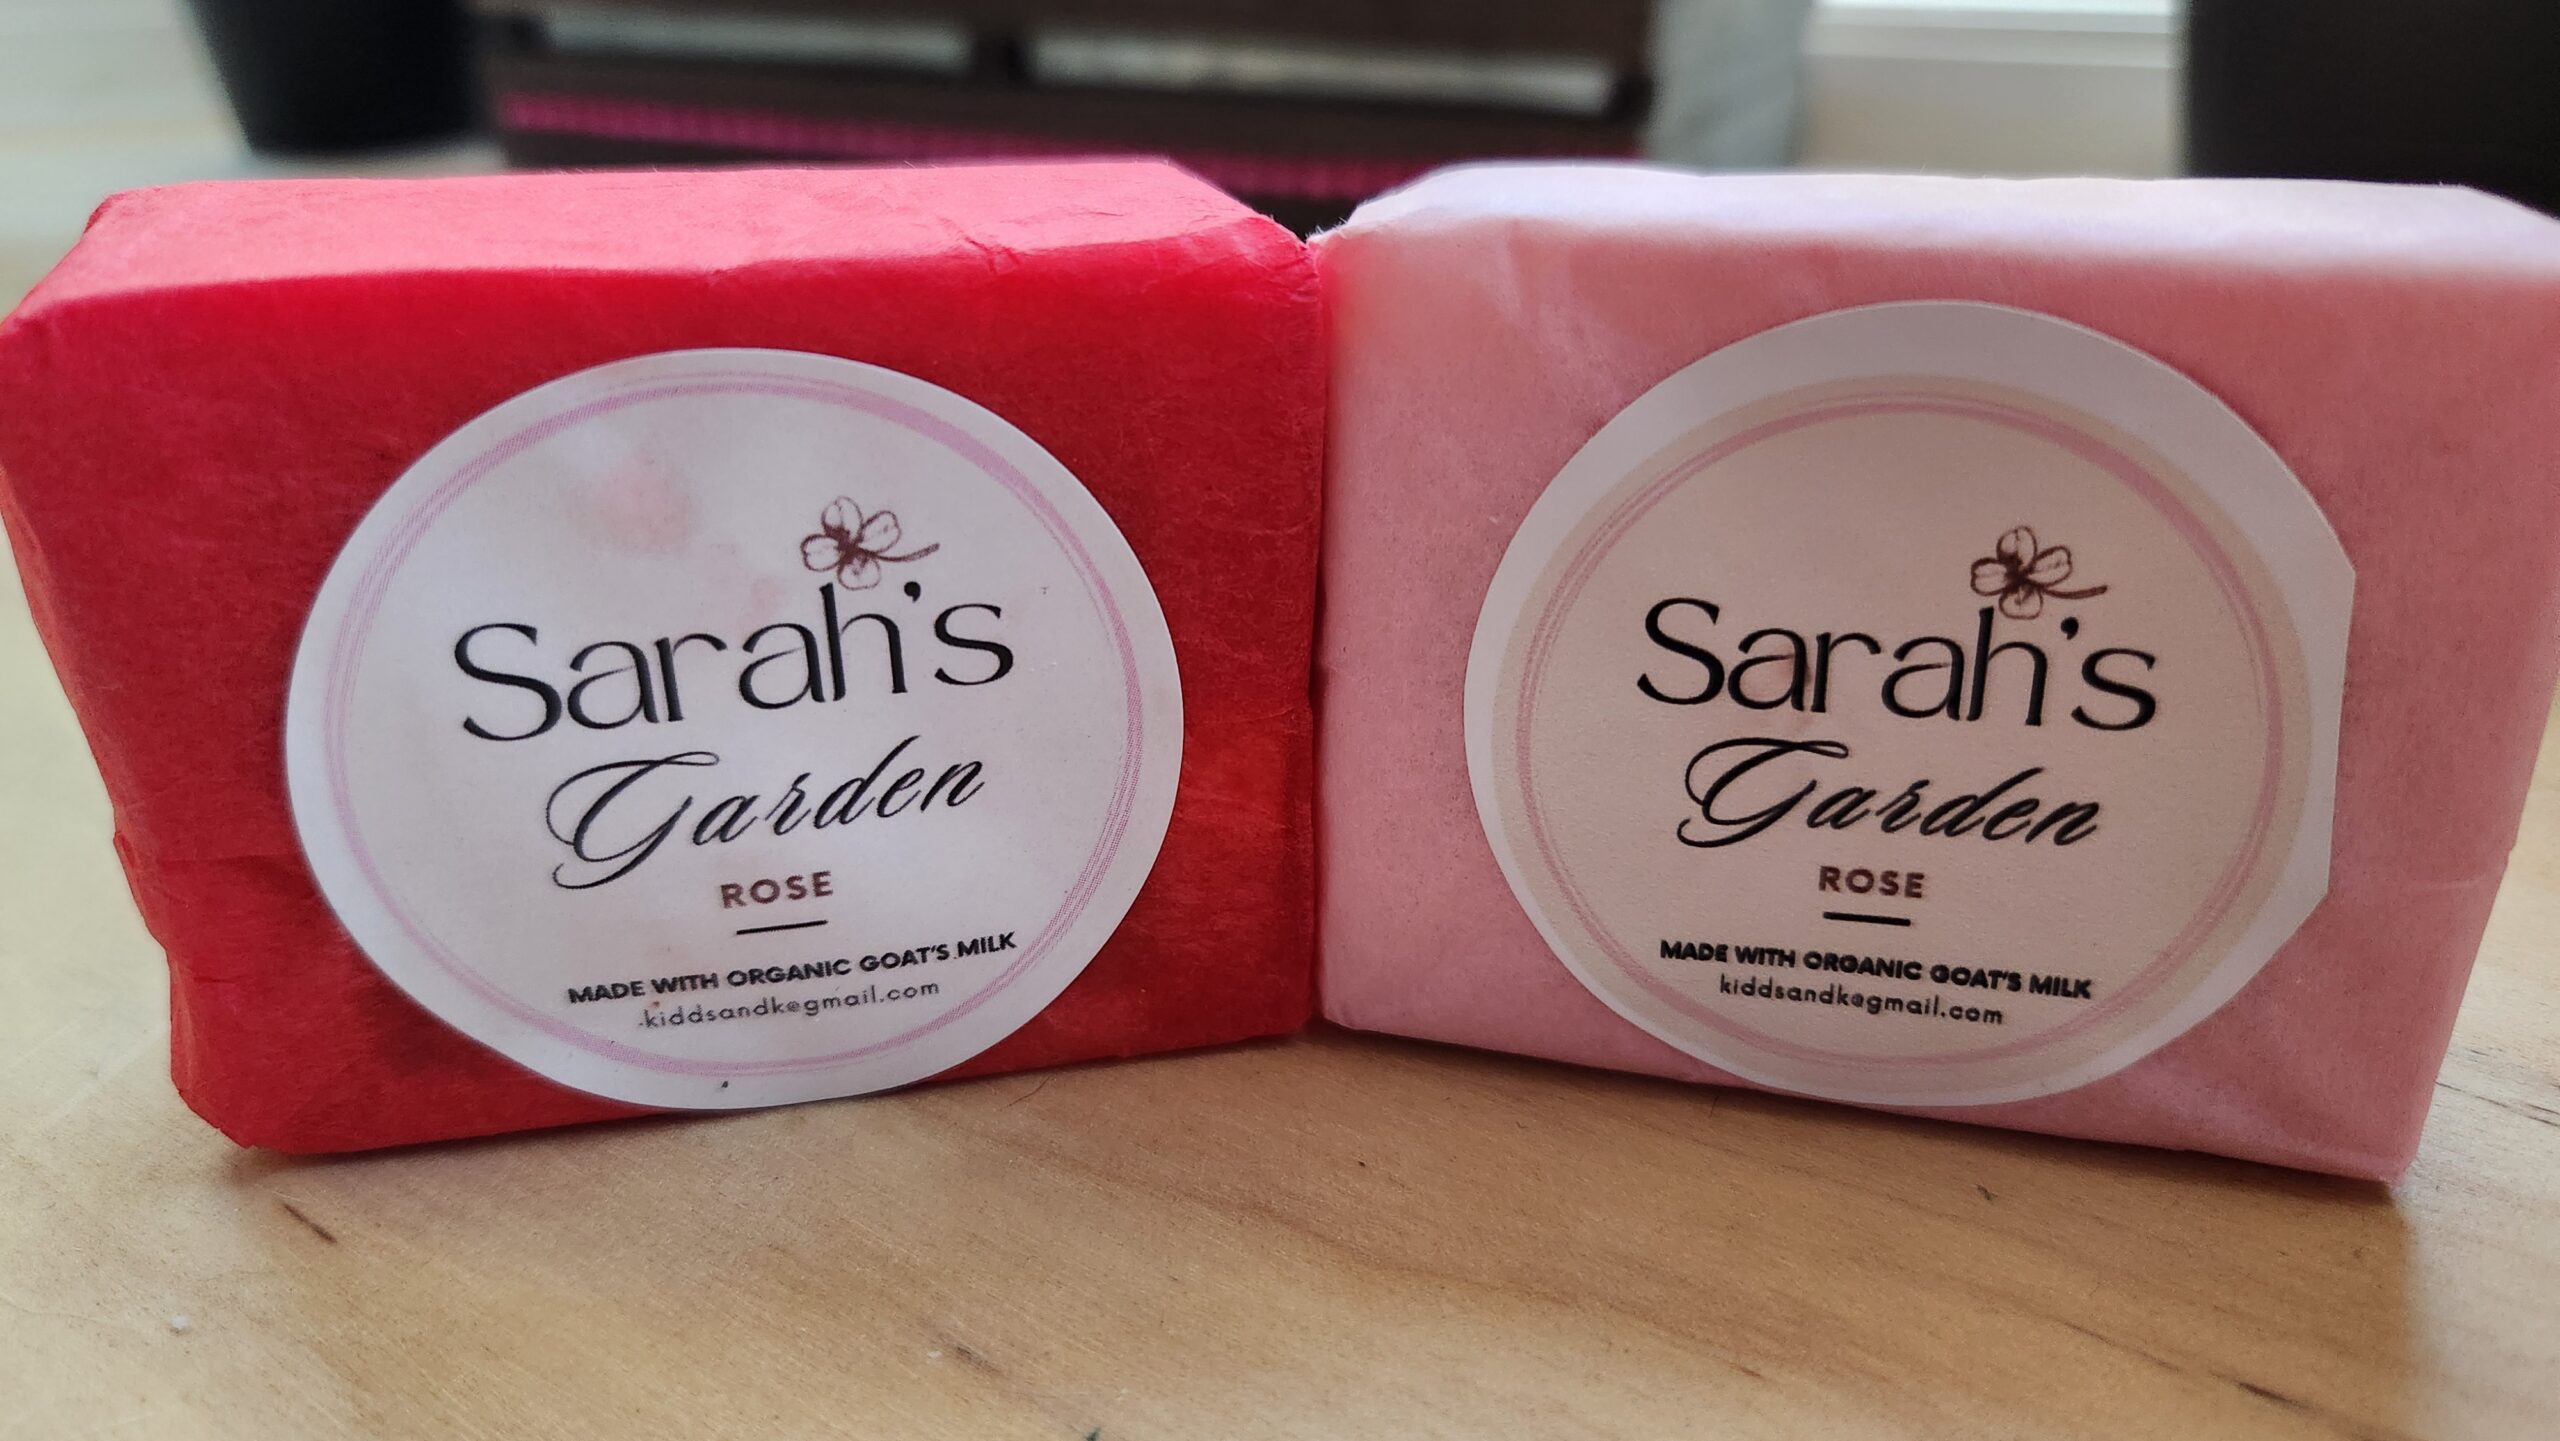 Sarah's
Garden
ROSE
MADE WITH ORGANIC GOAT'S MILK
kiddsandk@gmail.com
Sarah's
Garden
ROSE
MADE WITH ORGANIC GOAT'S MILK
kiddsandk@gmail.com